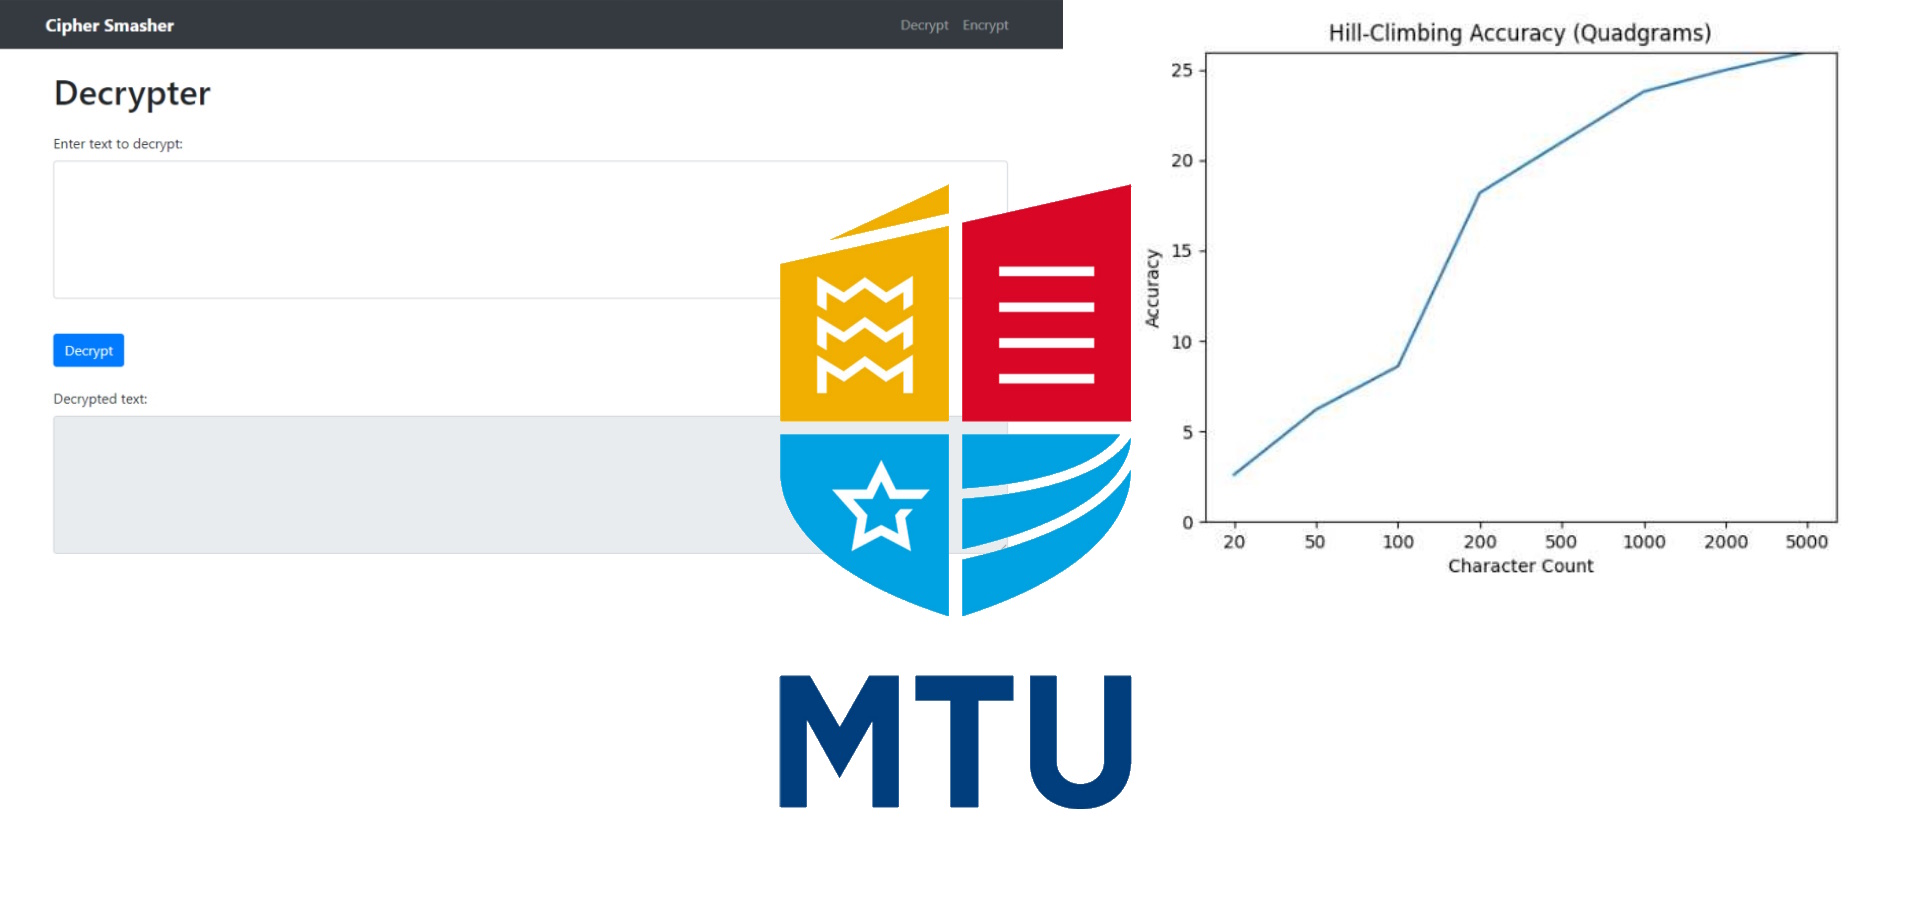 Cipher Smasher
Decrypt Encrypt
Decrypter
Enter text to decrypt:
Decrypt
Decrypted text:
MTU
Hill-Climbing Accuracy (Quadgrams)
Accuracy
25
20
15
10
5
0
20 50 100 200 500 1000 2000 5000
Character Count